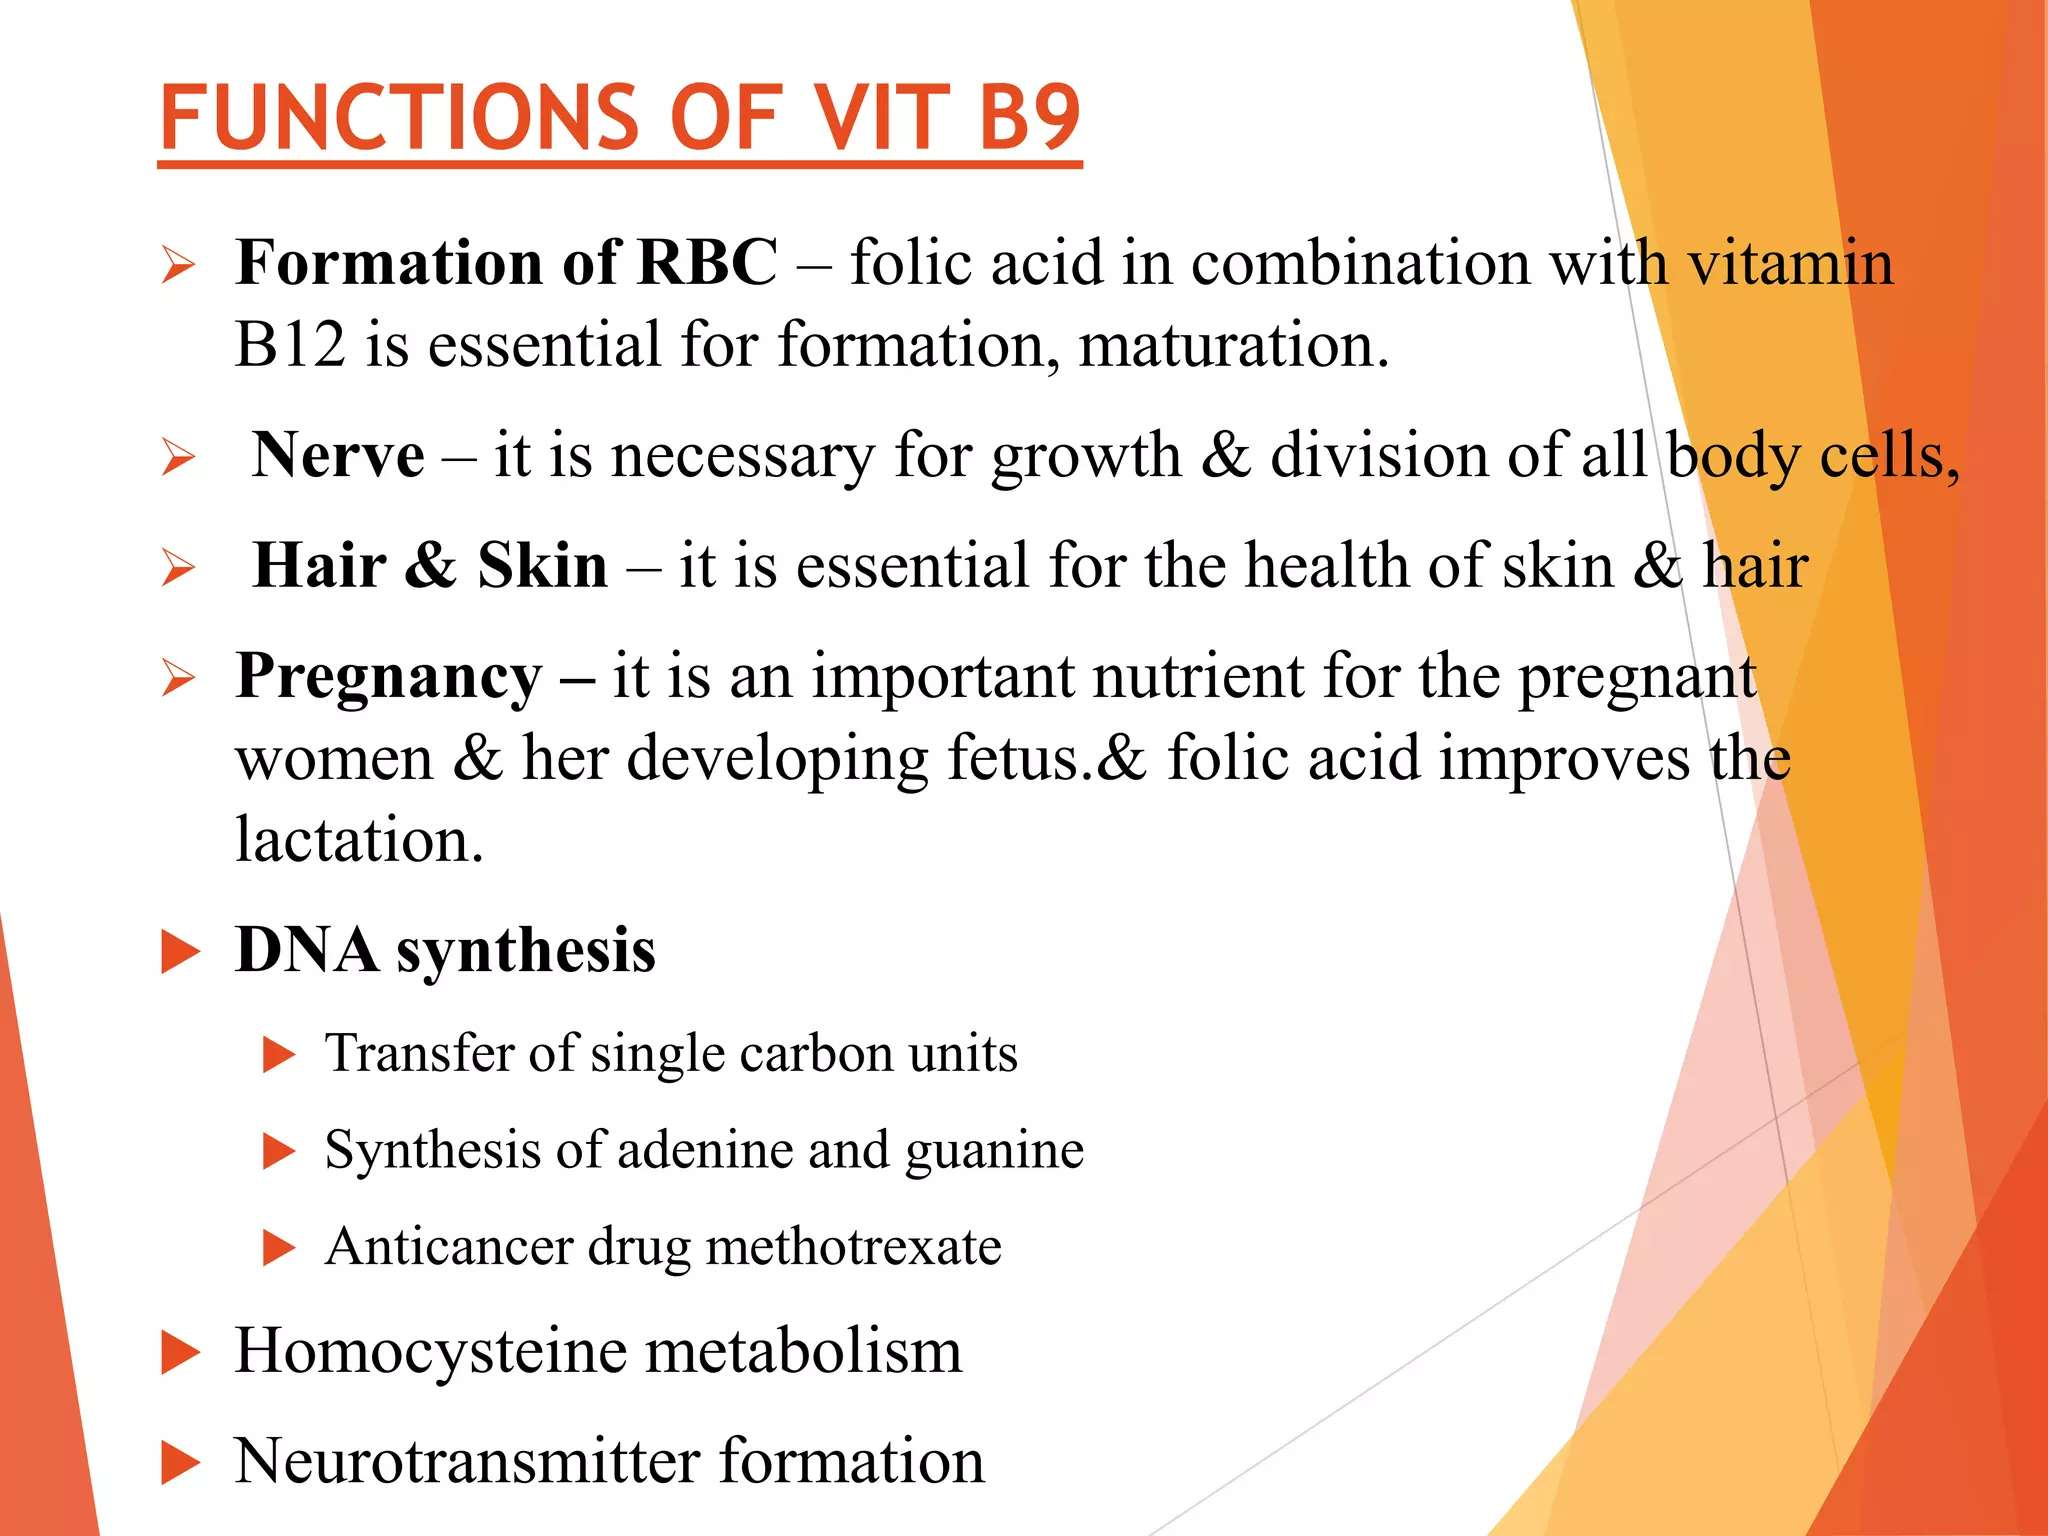 FUNCTIONS OF VIT B9
Formation of RBC – folic acid in combination with vitamin
B12 is essential for formation, maturation.
Nerve – it is necessary for growth & division of all body cells,
Hair & Skin – it is essential for the health of skin & hair
Pregnancy – it is an important nutrient for the pregnant
women & her developing fetus.& folic acid improves the
lactation.
DNA synthesis
Transfer of single carbon units
Synthesis of adenine and guanine
Anticancer drug methotrexate
Homocysteine metabolism
Neurotransmitter formation